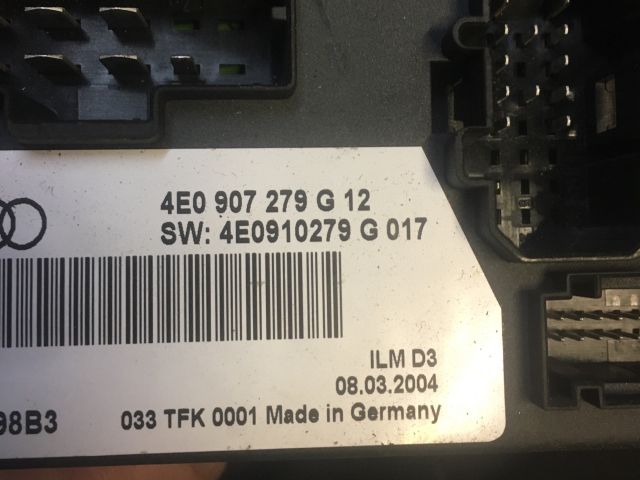 4E0 907 279 G 12
SW: 4E0910279 G 017
ILM D3
08.03.2004
98B3
033 TFK 0001 Made in Germany